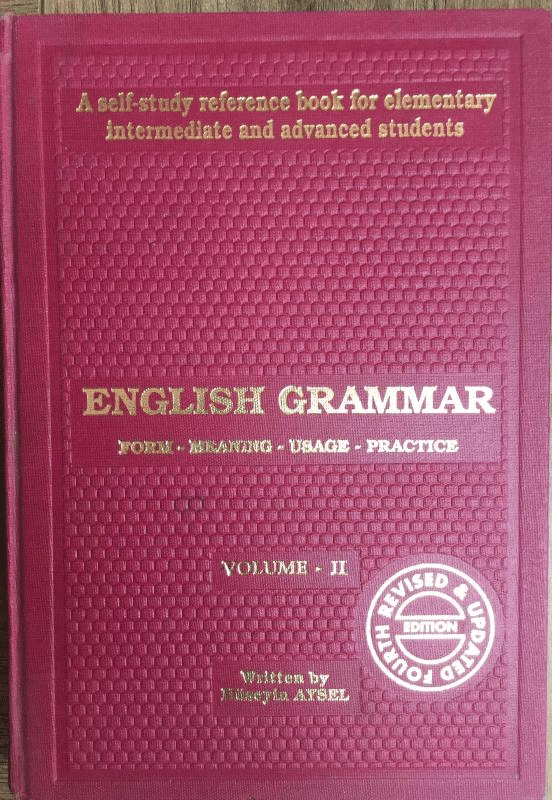 A self-study reference book for elementary
intermediate and advanced students
ENGLISH GRAMMAR
FORM - MEANING - USAGE - PRACTICE
VOLUME - II
REVISED & UPDATED FOURTH
EDITION
Written by
Hüseyin AYSEL